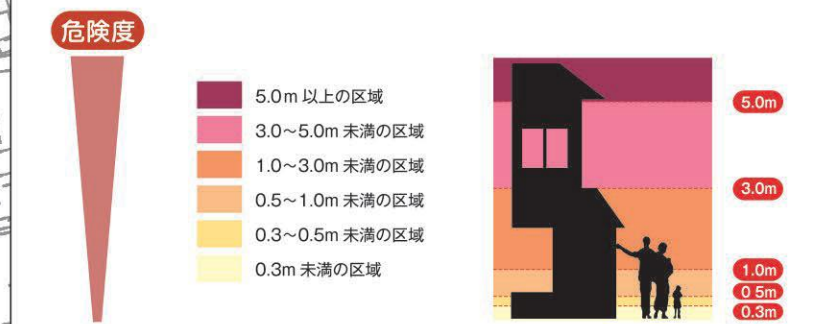 危険度
5.0m 以上の区域
3.0～5.0m 未満の区域
1.0～3.0m 未満の区域
0.5～1.0m 未満の区域
0.3～0.5m 未満の区域
0.3m 未満の区域
5.0m
3.0m
1.0m
0 5m
0.3m